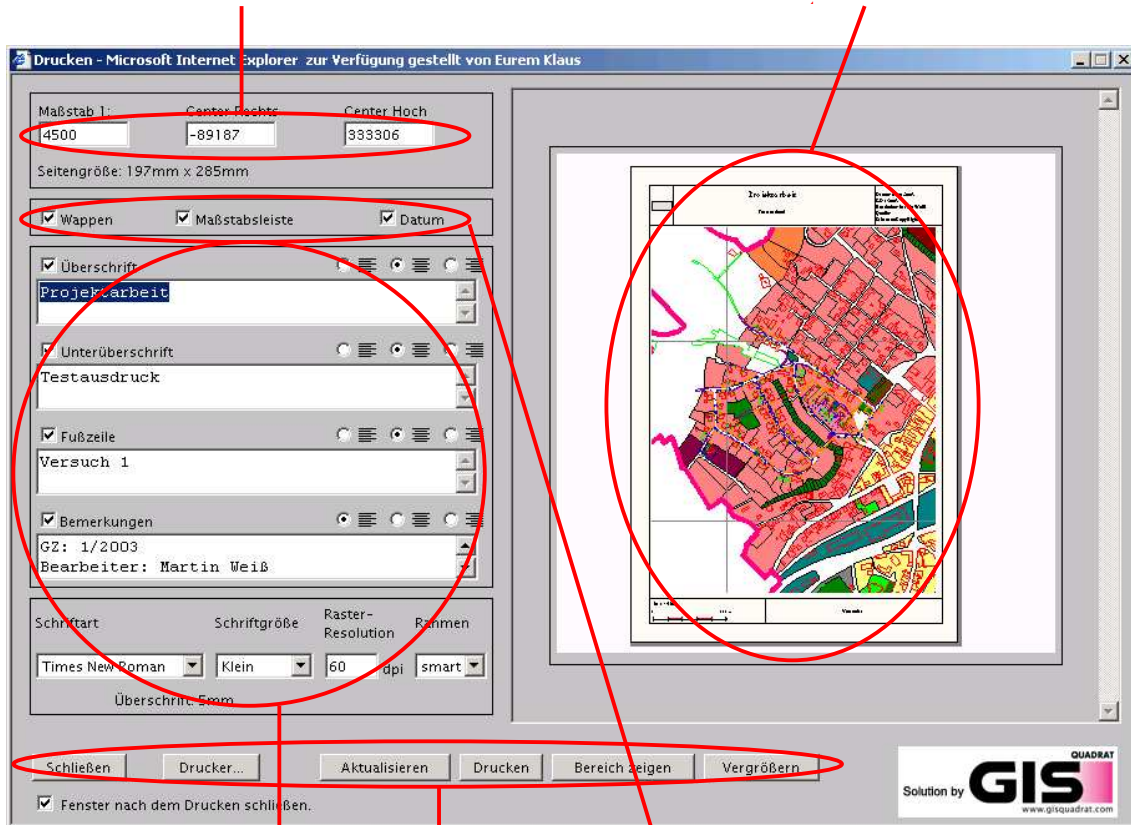 Drucken - Microsoft Internet Explorer zur Verfügung gestellt von Eurem Klaus
Maßstab 1: Center Rechts Center Hoch
4500 -89187 333306
Seitengröße: 197mm x 285mm
Wappen Maßstabsleiste Datum
Überschrift
Projektarbeit
Unterüberschrift
Testausdruck
Fußzeile
Versuch 1
Bemerkungen
GZ: 1/2003
Bearbeiter: Martin Weiß
Schriftart Schriftgröße Raster-Resolution Rahmen
Times New Roman Klein 60 dpi smart
Überschrift: 5mm
Schließen Drucker... Aktualisieren Drucken Bereich zeigen Vergrößern
Fenster nach dem Drucken schließen.
Projektarbeit
Solution by GIS QUADRAT
www.gisquadrat.com